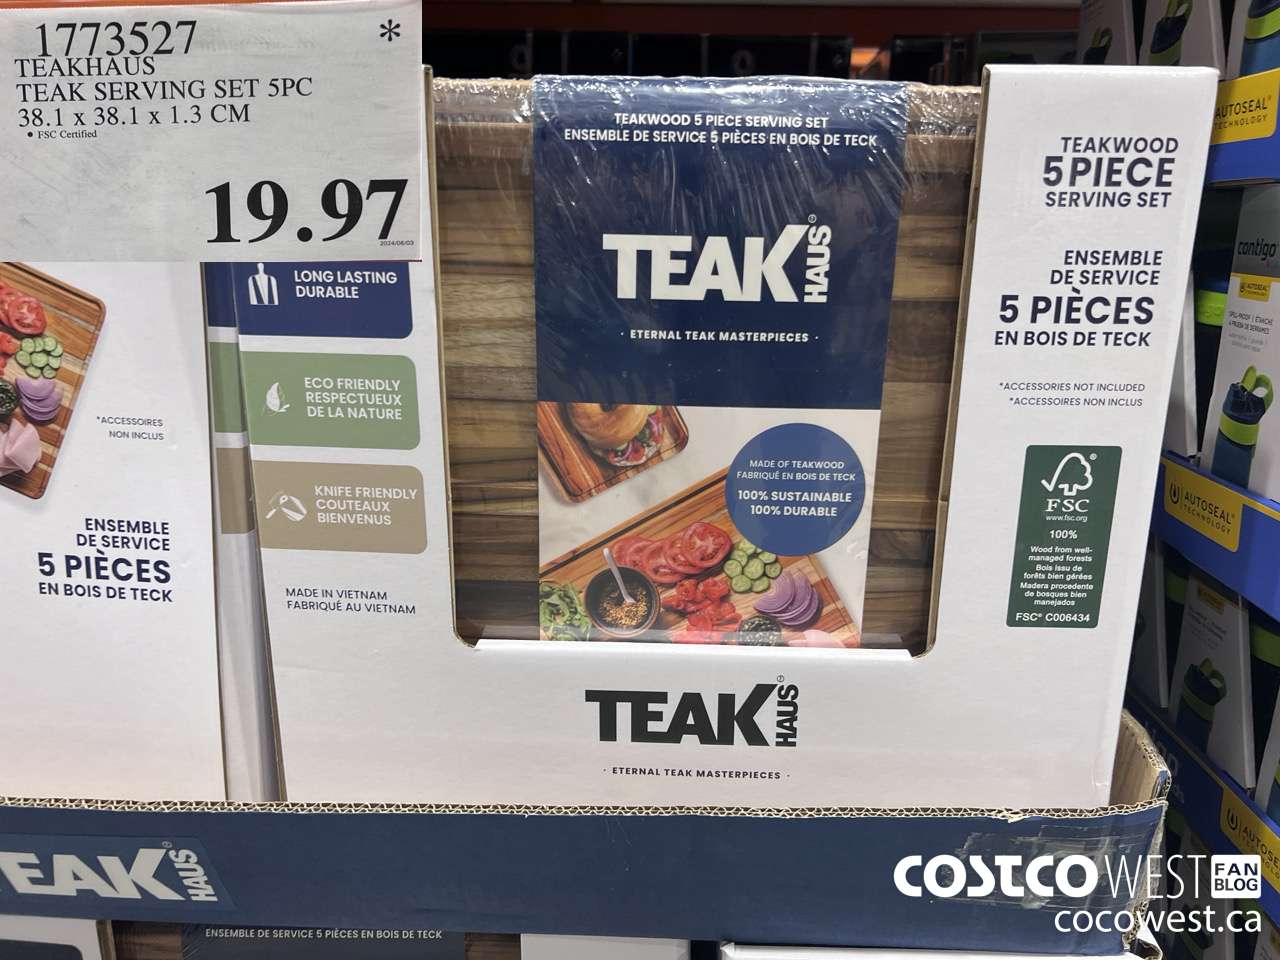 1773527
*
TEAKHAUS
TEAK SERVING SET 5PC
38.1 x 38.1 x 1.3 CM
• FSC Certified
19.97
2024/06/03
LONG LASTING
DURABLE
ECO FRIENDLY
RESPECTUEUX
DE LA NATURE
KNIFE FRIENDLY
COUTEAUX
BIENVENUS
MADE IN VIETNAM
FABRIQUÉ AU VIETNAM
*ACCESSOIRES
NON INCLUS
ENSEMBLE
DE SERVICE
5 PIÈCES
EN BOIS DE TECK
TEAKWOOD 5 PIECE SERVING SET
ENSEMBLE DE SERVICE 5 PIÈCES EN BOIS DE TECK
TEAK HAUS®
· ETERNAL TEAK MASTERPIECES ·
MADE OF TEAKWOOD
FABRIQUÉ EN BOIS DE TECK
100% SUSTAINABLE
100% DURABLE
TEAK HAUS®
· ETERNAL TEAK MASTERPIECES ·
TEAKWOOD
5 PIECE
SERVING SET
ENSEMBLE
DE SERVICE
5 PIÈCES
EN BOIS DE TECK
*ACCESSORIES NOT INCLUDED
*ACCESSOIRES NON INCLUS
®
FSC
www.fsc.org
100%
Wood from well-
managed forests
Bois issu de
forêts bien gérées
Madera procedente
de bosques bien
manejados
FSC® C006434
AUTOSEAL®
TECHNOLOGY
contigo
AUTOSEAL
AUTOSEAL®
TECHNOLOGY
AUTOSEAL
EAK HAUS®
ENSEMBLE DE SERVICE 5 PIÈCES EN BOIS DE TECK
COSTCO WEST FAN BLOG
cocowest.ca